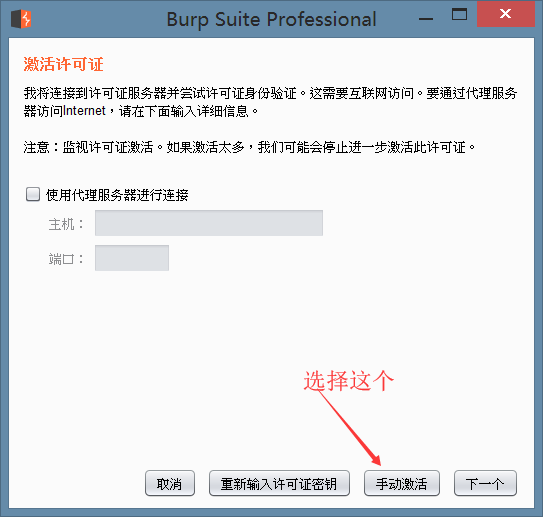 Burp Suite Professional
激活许可证
我将连接到许可证服务器并尝试许可证身份验证。这需要互联网访问。要通过代理服务
器访问Internet，请在下面输入详细信息。
注意：监视许可证激活。如果激活太多，我们可能会停止进一步激活此许可证。
使用代理服务器进行连接
主机：
端口：
选择这个
取消
重新输入许可证密钥
手动激活
下一个